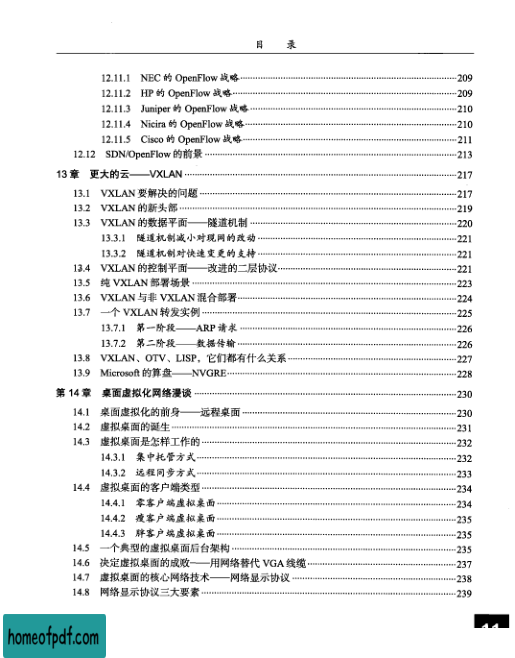 目 录
12.11.1 NEC 的 OpenFlow 战略 209
12.11.2 HP 的 OpenFlow 战略 209
12.11.3 Juniper 的 OpenFlow 战略 210
12.11.4 Nicira 的 OpenFlow 战略 210
12.11.5 Cisco 的 OpenFlow 战略 211
12.12 SDN/OpenFlow 的前景 213
13 章 更大的云——VXLAN 217
13.1 VXLAN 要解决的问题 217
13.2 VXLAN 的新头部 219
13.3 VXLAN 的数据平面——隧道机制 220
13.3.1 隧道机制减小对现网的改动 221
13.3.2 隧道机制对快速变更的支持 221
13.4 VXLAN 的控制平面——改进的二层协议 221
13.5 纯 VXLAN 部署场景 223
13.6 VXLAN 与非 VXLAN 混合部署 224
13.7 一个 VXLAN 转发实例 225
13.7.1 第一阶段——ARP 请求 226
13.7.2 第二阶段——数据传输 226
13.8 VXLAN、OTV、LISP,它们都有什么关系 227
13.9 Microsoft 的算盘——NVGRE 228
第 14 章 桌面虚拟化网络漫谈 230
14.1 桌面虚拟化的前身——远程桌面 230
14.2 虚拟桌面的诞生 231
14.3 虚拟桌面是怎样工作的 232
14.3.1 集中托管方式 232
14.3.2 远程同步方式 233
14.4 虚拟桌面的客户端类型 234
14.4.1 零客户端虚拟桌面 234
14.4.2 瘦客户端虚拟桌面 235
14.4.3 胖客户端虚拟桌面 235
14.5 一个典型的虚拟桌面后台架构 235
14.6 决定虚拟桌面的成败——用网络替代 VGA 线缆 237
14.7 虚拟桌面的核心网络技术——网络显示协议 238
14.8 网络显示协议三大要素 239
homeofpdf.com